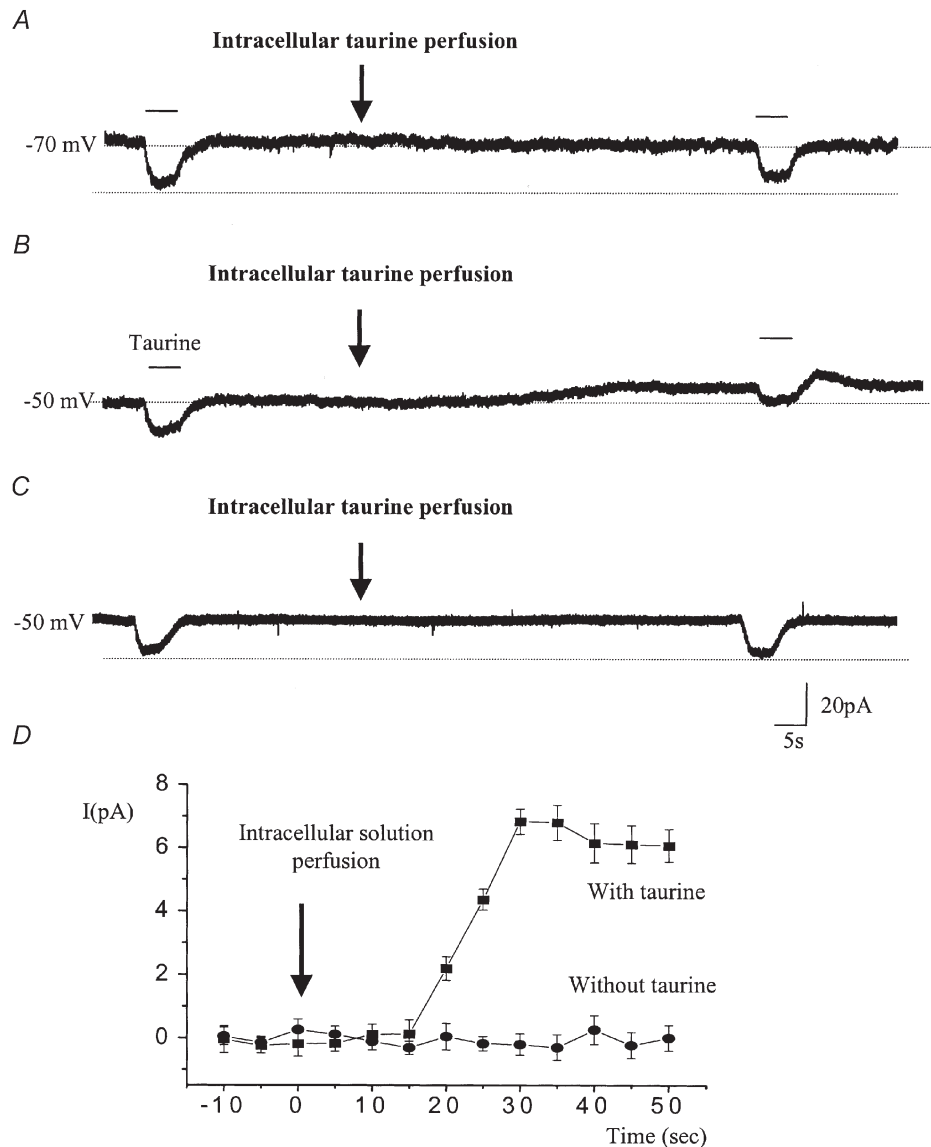 A
Intracellular taurine perfusion
-70 mV
B
Intracellular taurine perfusion
Taurine
-50 mV
C
Intracellular taurine perfusion
-50 mV
20pA
5s
D
I(pA)
8
6
4
2
0
Intracellular solution
perfusion
With taurine
Without taurine
-10 0 10 20 30 40 50
Time (sec)